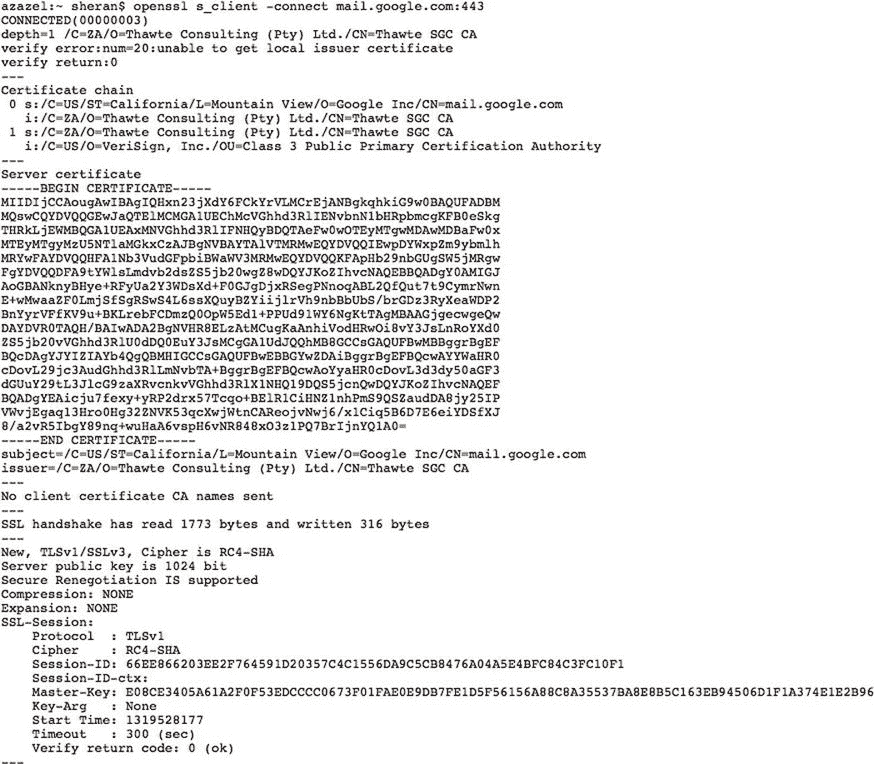 azazel:~ sheran$ openssl s_client -connect mail.google.com:443
CONNECTED(00000003)
depth=1 /C=ZA/O=Thawte Consulting (Pty) Ltd./CN=Thawte SGC CA
verify error:num=20:unable to get local issuer certificate
verify return:0
---
Certificate chain
 0 s:/C=US/ST=California/L=Mountain View/O=Google Inc/CN=mail.google.com
   i:/C=ZA/O=Thawte Consulting (Pty) Ltd./CN=Thawte SGC CA
 1 s:/C=ZA/O=Thawte Consulting (Pty) Ltd./CN=Thawte SGC CA
   i:/C=US/O=VeriSign, Inc./OU=Class 3 Public Primary Certification Authority
---
Server certificate
-----BEGIN CERTIFICATE-----
MIIDIjCCAougAwIBAgIQHxn23jXdY6FCkYrVLMCrEjANBgkqhkiG9w0BAQUFADBM
MQswCQYDVQQGEwJaQTElMCMGA1UEChMcVGhhd3RlIENvbnN1bHRpbmcgKFB0eSkg
THRkLjEWMBQGA1UEAxMNVGhhd3RlIFNHQyBDQTAeFw0wOTEyMTgwMDAwMDBaFw0x
MTEyMTgyMzU5NTlaMGkxCzAJBgNVBAYTAlVTMRMwEQYDVQQIEwpDYWxpZm9ybmlh
MRYwFAYDVQQHFA1Nb3VudGFpbiBWaWV3MRMwEQYDVQQKFApHb29nbGUgSW5jMRgw
FgYDVQQDFA9tYWlsLmdvb2dsZS5jb20wgZ8wDQYJKoZIhvcNAQEBBQADgY0AMIGJ
AoGBANknyBHye+RFyUa2Y3WDsXd+F0GJgDjxRSegPNnoqABL2QfQut7t9CymrNwn
E+wMwaaZF0LmjSfSgRSwS4L6ssXQuyBZYiijlrVh9nbBbUbS/brGDz3RyXeaWDP2
BnYyrVFfKV9u+BKLrebFCDmzQ0OpW5Ed1+PPUd91WY6NgKtTAgMBAAGjgecwgeQw
DAYDVR0TAQH/BAIwADA2BgNVHR8ELzAtMCugKaAnhiVodHRwOi8vY3JsLnRoYXd0
ZS5jb20vVGhhd3RlU0dDQ0EuY3JsMCgGA1UdJQQhMB8GCCsGAQUFBwMBBggrBgEF
BQcDAgYJYIZIAYb4QgQBMHIGCCsGAQUFBwEBBGYwZDAiBggrBgEFBQcwAYYWaHR0
cDovL29jc3AudGhhd3RlLmNvbTA+BggrBgEFBQcwAoYyaHR0cDovL3d3dy50aGF3
dGUuY29tL3JlcG9zaXRvcnkvVGhhd3RlX1NHQ19DQS5jcnQwDQYJKoZIhvcNAQEF
BQADgYEAicju7fexy+yRP2drx57Tcqo+BElR1CiHNZ1nhPmS9QSZaudDA8jy25IP
VWvjEgaq13Hro0Hg32ZNVK53qcXwjWtnCAReojvNwj6/x1Ciq5B6D7E6eiYDSfXJ
8/a2vR5IbgY89nq+wuHaA6vspH6vNR848xO3z1PQ7BrIjnYQ1A0=
-----END CERTIFICATE-----
subject=/C=US/ST=California/L=Mountain View/O=Google Inc/CN=mail.google.com
issuer=/C=ZA/O=Thawte Consulting (Pty) Ltd./CN=Thawte SGC CA
---
No client certificate CA names sent
---
SSL handshake has read 1773 bytes and written 316 bytes
---
New, TLSv1/SSLv3, Cipher is RC4-SHA
Server public key is 1024 bit
Secure Renegotiation IS supported
Compression: NONE
Expansion: NONE
SSL-Session:
    Protocol  : TLSv1
    Cipher    : RC4-SHA
    Session-ID: 66EE866203EE2F764591D20357C4C1556DA9C5CB8476A04A5E4BFC84C3FC10F1
    Session-ID-ctx:
    Master-Key: E08CE3405A61A2F0F53EDCCCC0673F01FAE0E9DB7FE1D5F56156A88C8A35537BA8E8B5C163EB94506D1F1A374E1E2B96
    Key-Arg   : None
    Start Time: 1319528177
    Timeout   : 300 (sec)
    Verify return code: 0 (ok)
---